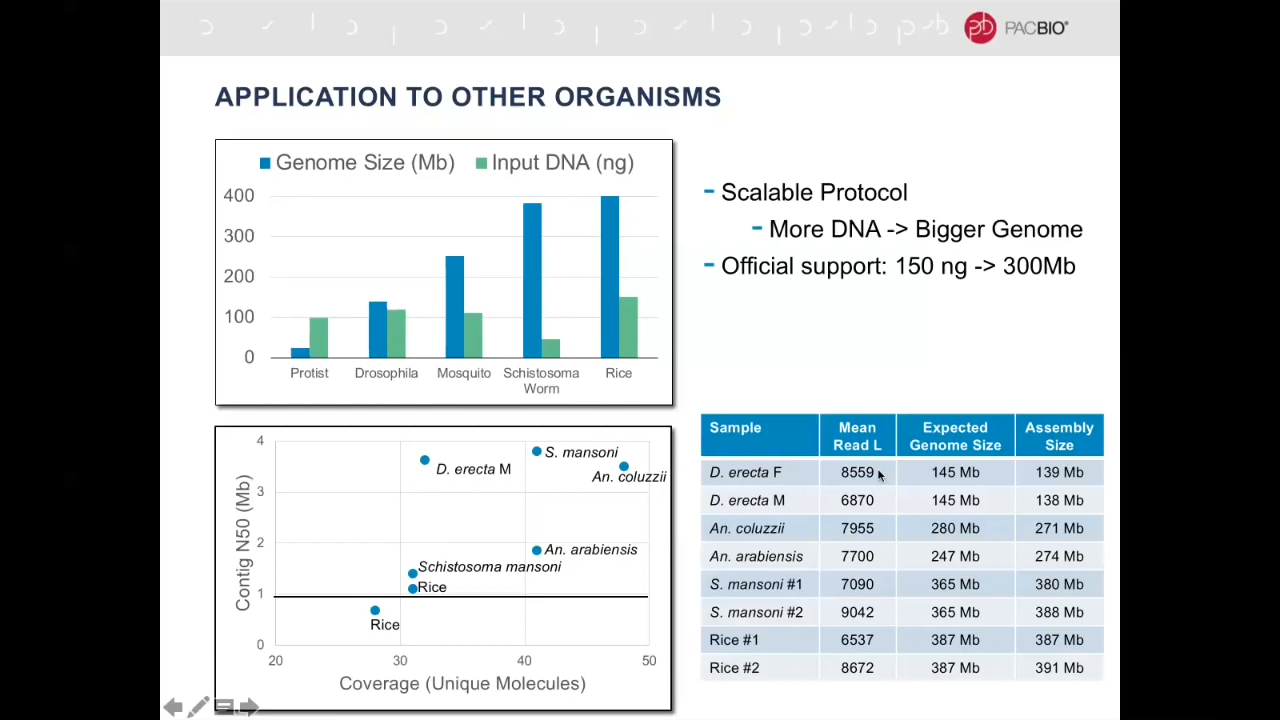 PACBIO®
APPLICATION TO OTHER ORGANISMS
Genome Size (Mb) Input DNA (ng)
400
300
200
100
0
Protist Drosophila Mosquito Schistosoma Worm Rice
- Scalable Protocol
- More DNA -> Bigger Genome
- Official support: 150 ng -> 300Mb
Contig N50 (Mb)
4
3
2
1
0
S. mansoni
D. erecta M
An. coluzzii
An. arabiensis
Schistosoma mansoni
Rice
Rice
20 30 40 50
Coverage (Unique Molecules)
Sample Mean Read L Expected Genome Size Assembly Size
D. erecta F 8559 145 Mb 139 Mb
D. erecta M 6870 145 Mb 138 Mb
An. coluzzii 7955 280 Mb 271 Mb
An. arabiensis 7700 247 Mb 274 Mb
S. mansoni #1 7090 365 Mb 380 Mb
S. mansoni #2 9042 365 Mb 388 Mb
Rice #1 6537 387 Mb 387 Mb
Rice #2 8672 387 Mb 391 Mb